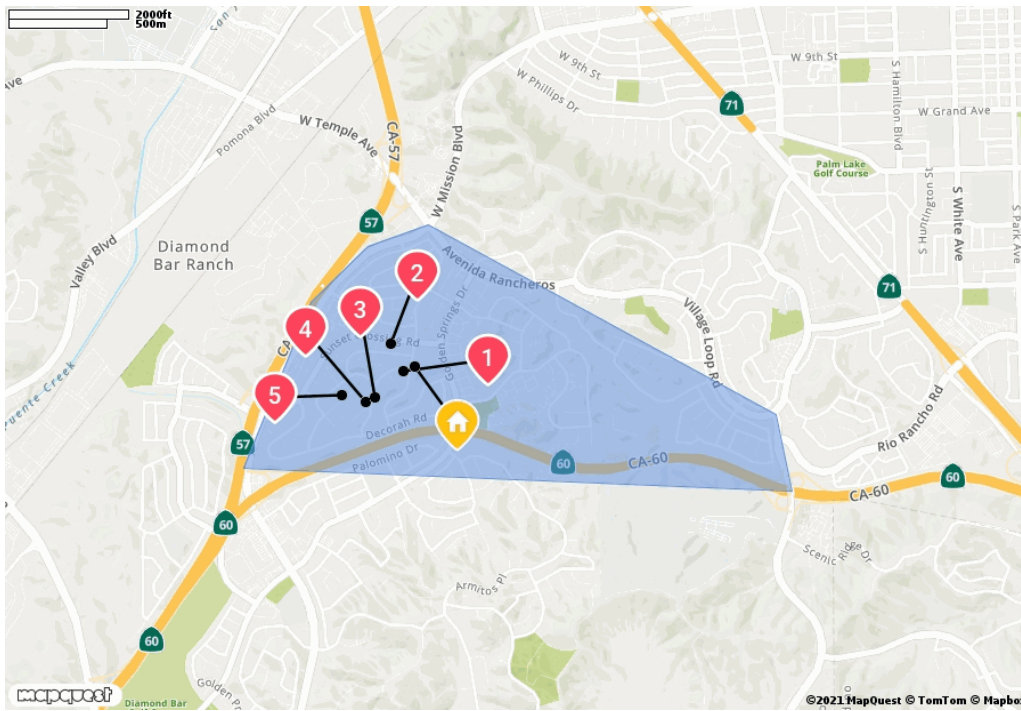 2000ft
500m
CA-57
W 9th St
W 9th St
71
S Hamilton Blvd
W Phillips Dr
W Grand Ave
Pomona Blvd
W Temple Ave
W Mission Blvd
Palm Lake
Golf Course
S White Ave
S Park Ave
57
Diamond
Bar Ranch
Valley Blvd
2
Avenida Rancheros
71
3
Golden Springs Dr
Village Loop Rd
4
1
5
Rio Rancho Rd
Decorah Rd
57
Palomino Dr
60
CA-60
60
CA-60
60
Scenic Ridge Dr
Armitos Pl
60
mapquest
Diamond Bar
©2021 MapQuest © TomTom © Mapbox